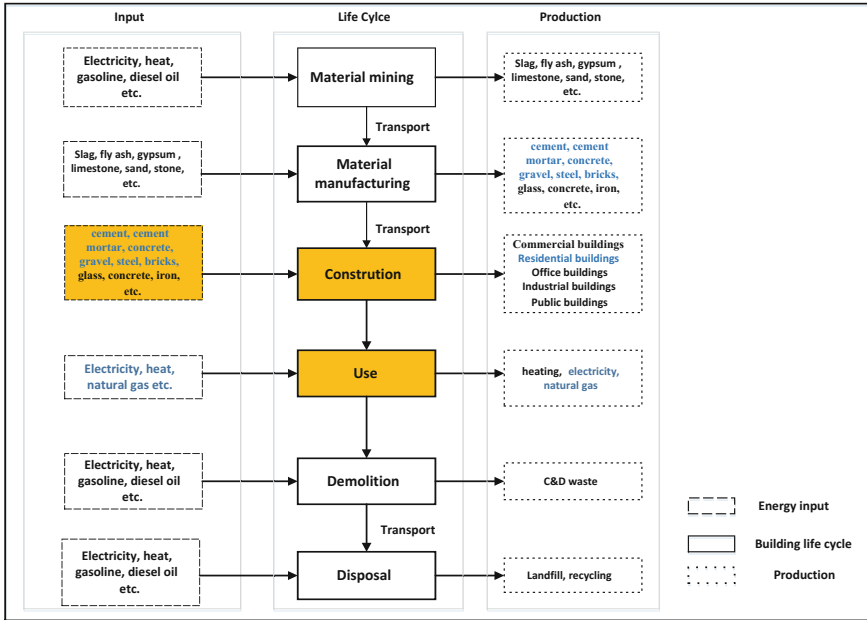 Input
Life Cylce
Production
Electricity, heat,
gasoline, diesel oil
etc.
Material mining
Slag, fly ash, gypsum ,
limestone, sand, stone,
etc.
Transport
Slag, fly ash, gypsum ,
limestone, sand, stone,
etc.
Material
manufacturing
cement, cement
mortar, concrete,
gravel, steel, bricks,
glass, concrete, iron,
etc.
Transport
cement, cement
mortar, concrete,
gravel, steel, bricks,
glass, concrete, iron,
etc.
Constrution
Commercial buildings
Residential buildings
Office buildings
Industrial buildings
Public buildings
Electricity, heat,
natural gas etc.
Use
heating, electricity,
natural gas
Electricity, heat,
gasoline, diesel oil
etc.
Demolition
C&D waste
Transport
Electricity, heat,
gasoline, diesel oil
etc.
Disposal
Landfill, recycling
Energy input
Building life cycle
Production